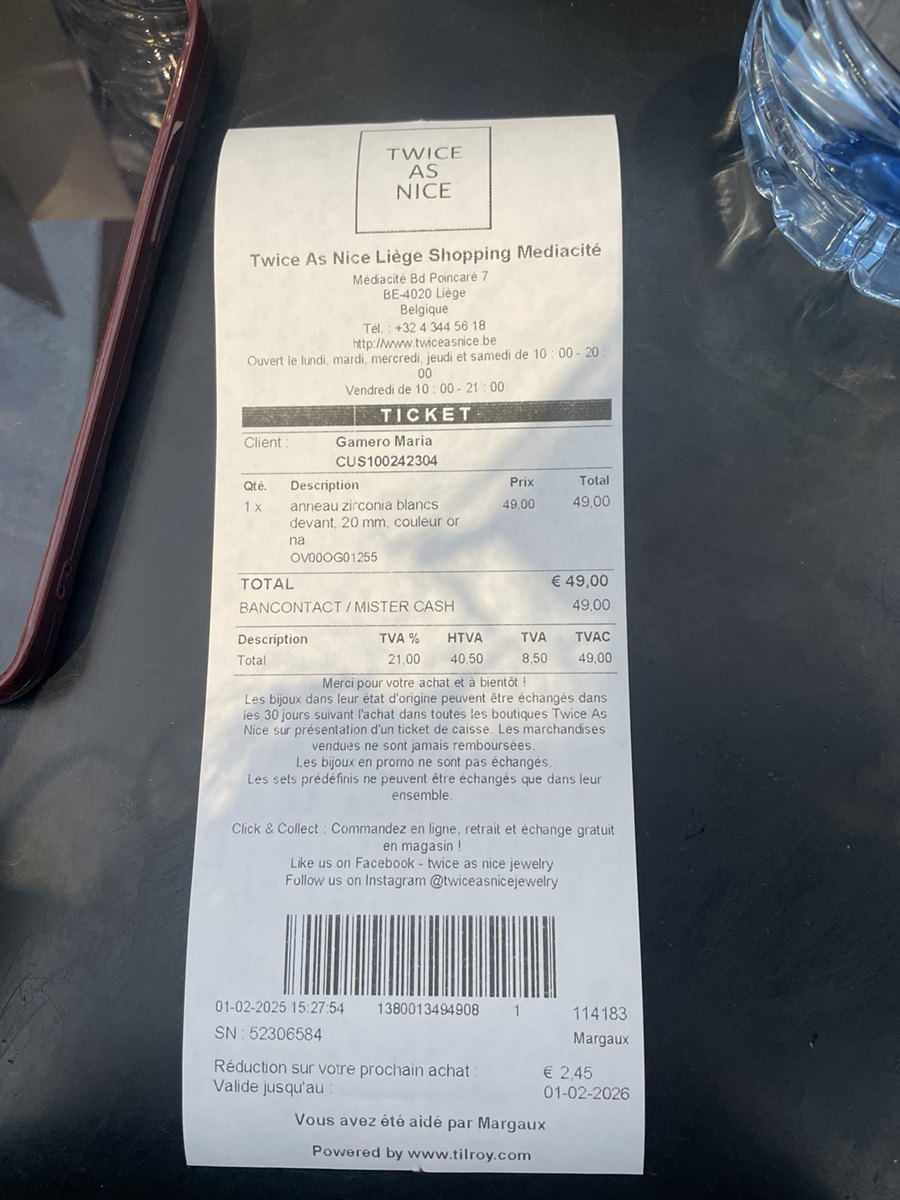 TWICE
AS
NICE
Twice As Nice Liège Shopping Mediacité
Médiacité Bd Poincaré 7
BE-4020 Liège
Belgique
Tél. : +32 4 344 56 18
http://www.twiceasnice.be
Ouvert le lundi, mardi, mercredi, jeudi et samedi de 10 : 00 - 20 :
00
Vendredi de 10 : 00 - 21 : 00
TICKET
Client : Gamero Maria
CUS100242304
Qté. Description Prix Total
1 x anneau zirconia blancs 49,00 49,00
devant, 20 mm, couleur or
na
OV00OG01255
TOTAL € 49,00
BANCONTACT / MISTER CASH 49,00
Description TVA % HTVA TVA TVAC
Total 21,00 40,50 8,50 49,00
Merci pour votre achat et à bientôt !
Les bijoux dans leur état d'origine peuvent être échangés dans
les 30 jours suivant l'achat dans toutes les boutiques Twice As
Nice sur présentation d'un ticket de caisse. Les marchandises
vendues ne sont jamais remboursées.
Les bijoux en promo ne sont pas échangés.
Les sets prédéfinis ne peuvent être échangés que dans leur
ensemble.
Click & Collect : Commandez en ligne, retrait et échange gratuit
en magasin !
Like us on Facebook - twice as nice jewelry
Follow us on Instagram @twiceasnicejewelry
01-02-2025 15:27:54 1380013494908 1 114183
SN : 52306584 Margaux
Réduction sur votre prochain achat : € 2,45
Valide jusqu'au : 01-02-2026
Vous avez été aidé par Margaux
Powered by www.tilroy.com